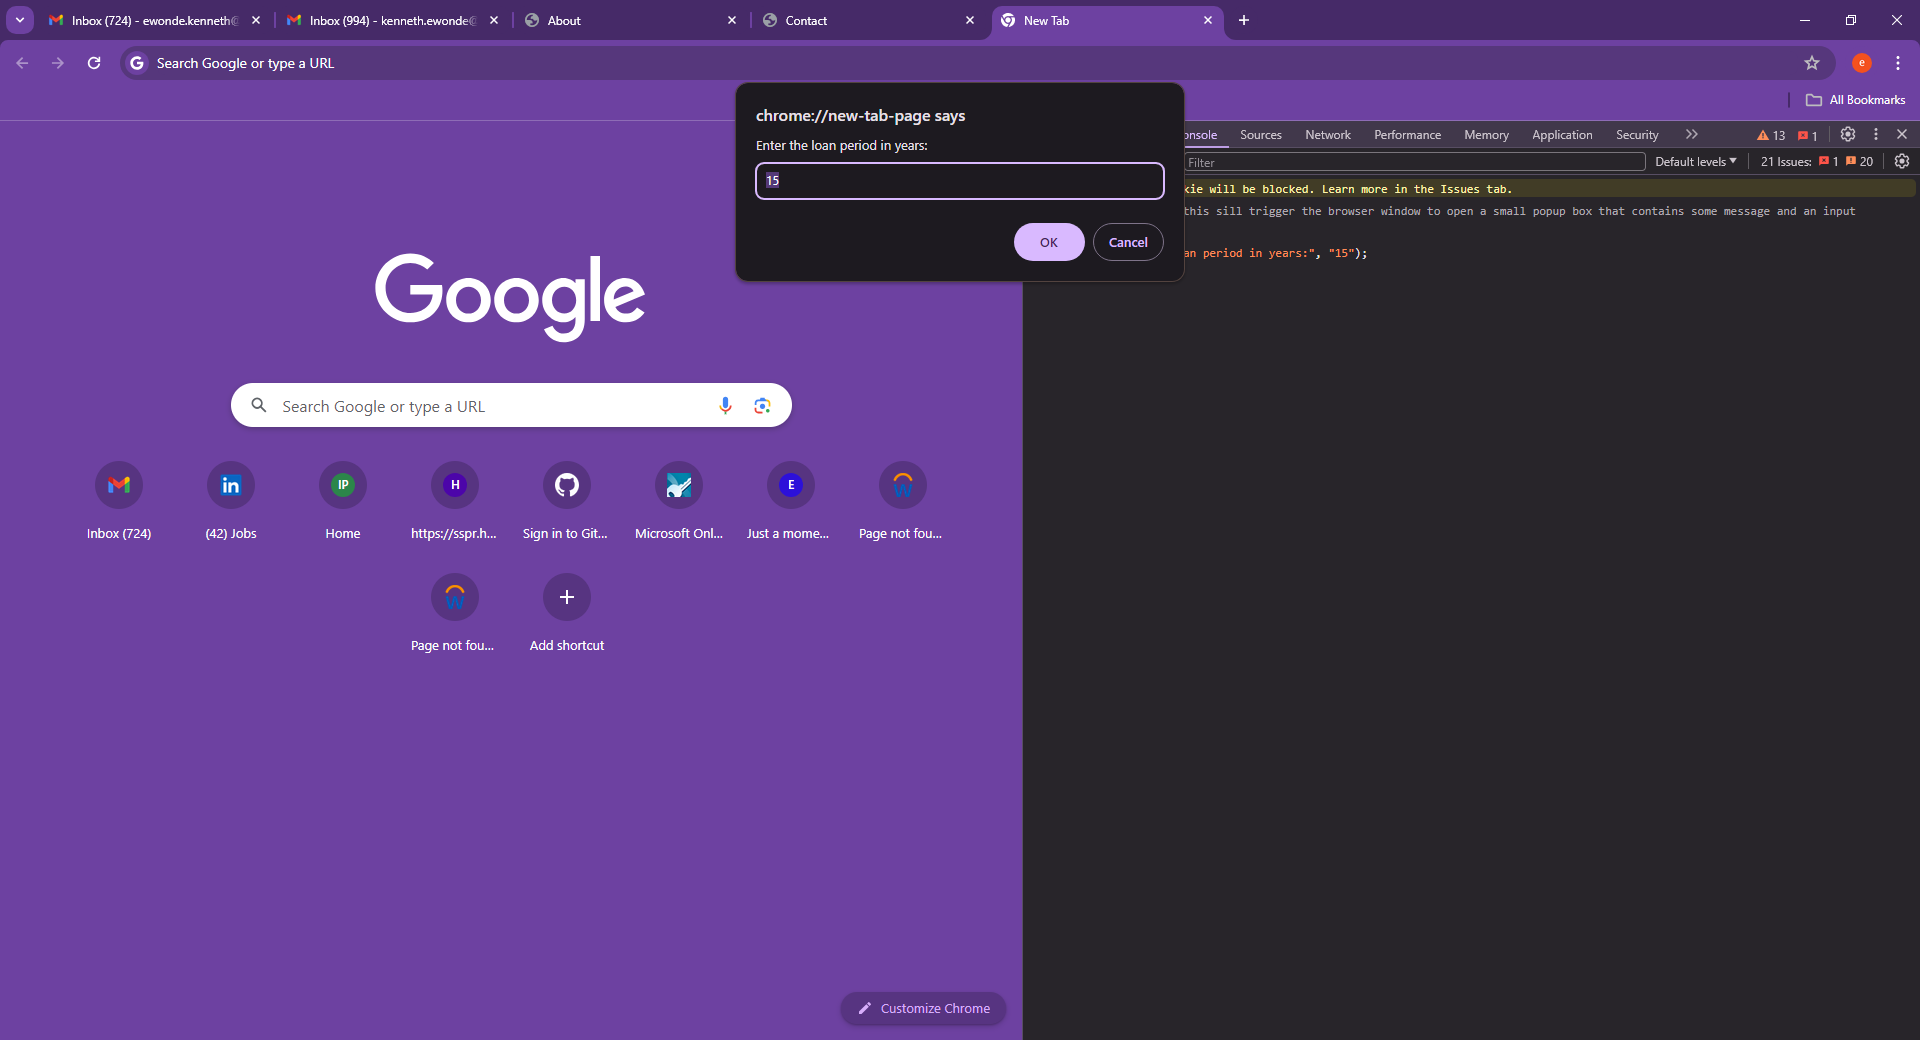 Inbox (724) - ewonde.kenneth@
Inbox (994) - kenneth.ewonde@
About
Contact
New Tab
Search Google or type a URL
e
All Bookmarks
chrome://new-tab-page says
Enter the loan period in years:
15
OK
Cancel
onsole
Sources
Network
Performance
Memory
Application
Security
13
1
Filter
Default levels
21 Issues:
1
20
kie will be blocked. Learn more in the Issues tab.
this sill trigger the browser window to open a small popup box that contains some message and an input
an period in years:", "15");
Google
Search Google or type a URL
IP
H
E
Inbox (724)
(42) Jobs
Home
https://sspr.h...
Sign in to Git...
Microsoft Onl...
Just a mome...
Page not fou...
Page not fou...
Add shortcut
Customize Chrome